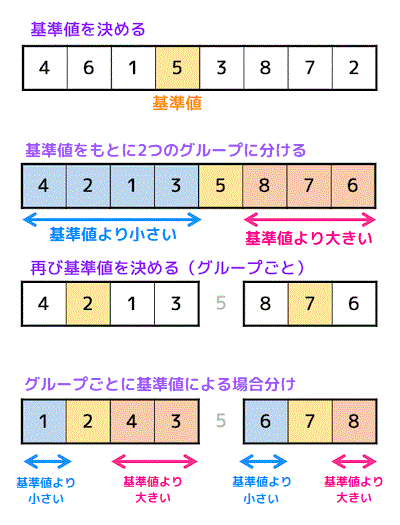 基準値を決める
4 6 1 5 3 8 7 2
基準値
基準値をもとに2つのグループに分ける
4 2 1 3 5 8 7 6
基準値より小さい 基準値より大きい
再び基準値を決める（グループごと）
4 2 1 3 5 8 7 6
グループごとに基準値による場合分け
1 2 4 3 5 6 7 8
基準値より 基準値より 基準値より 基準値より
小さい 大きい 小さい 大きい